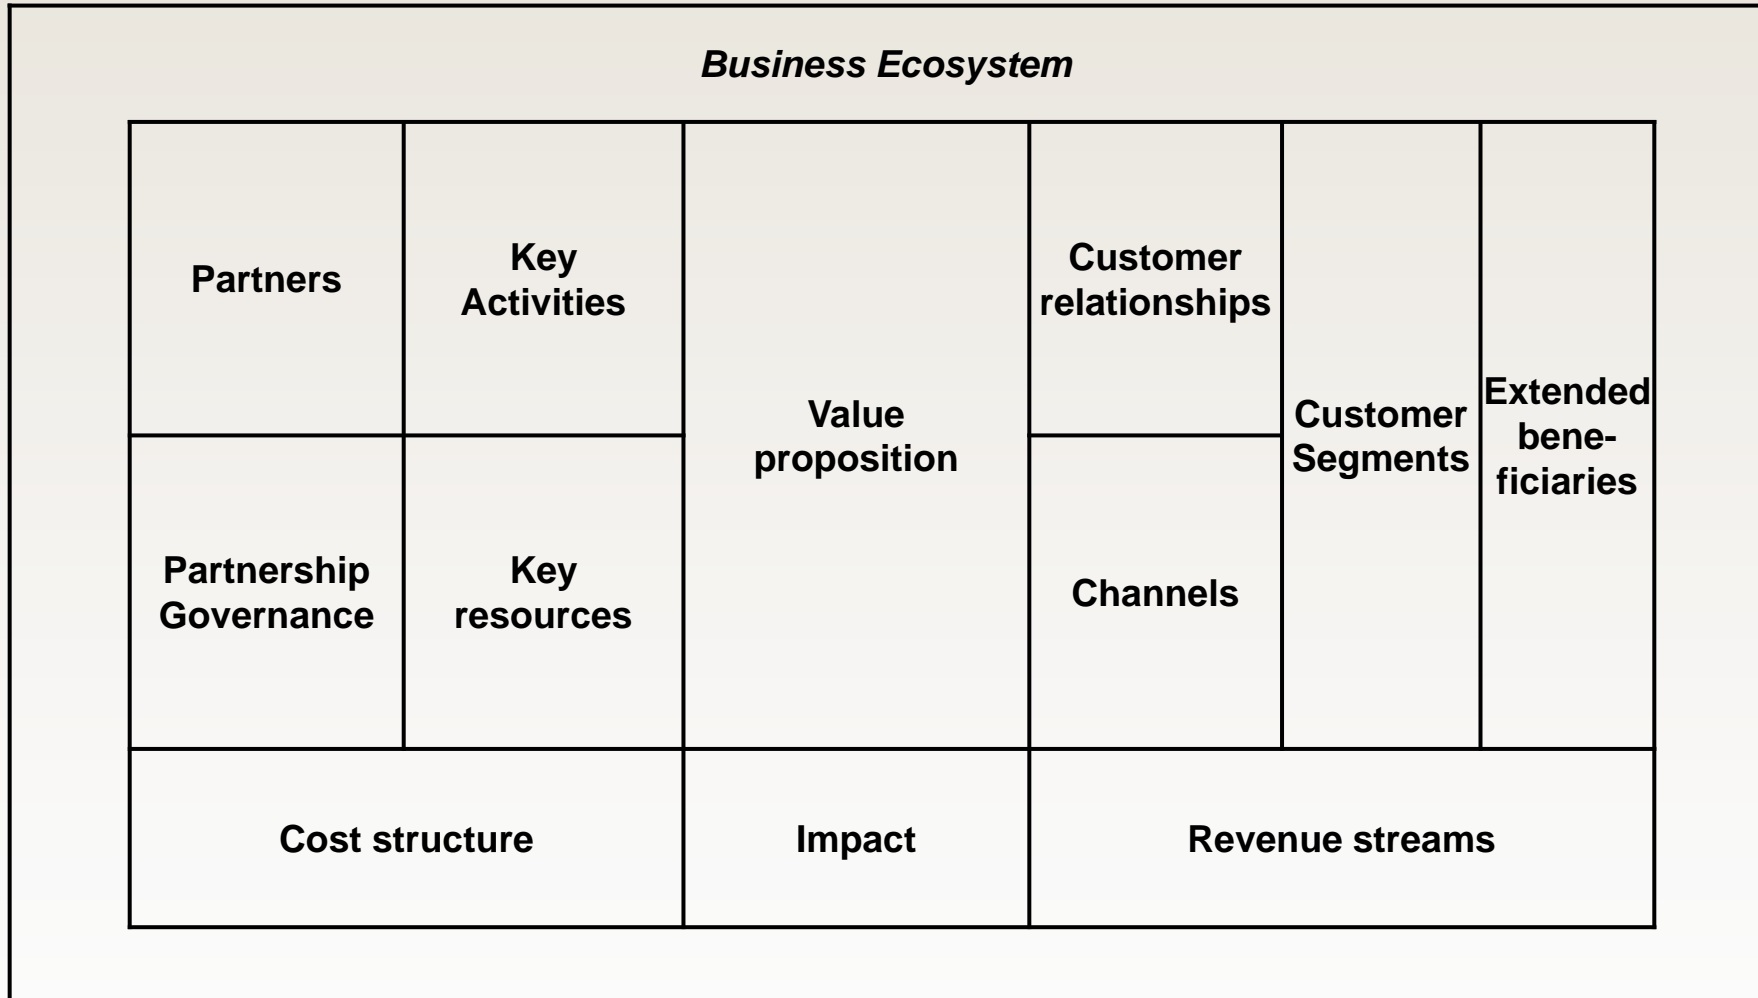 Business Ecosystem
Partners
Key
Activities
Value
proposition
Customer
relationships
Customer
Segments
Extended
bene-
ficiaries
Partnership
Governance
Key
resources
Channels
Cost structure
Impact
Revenue streams